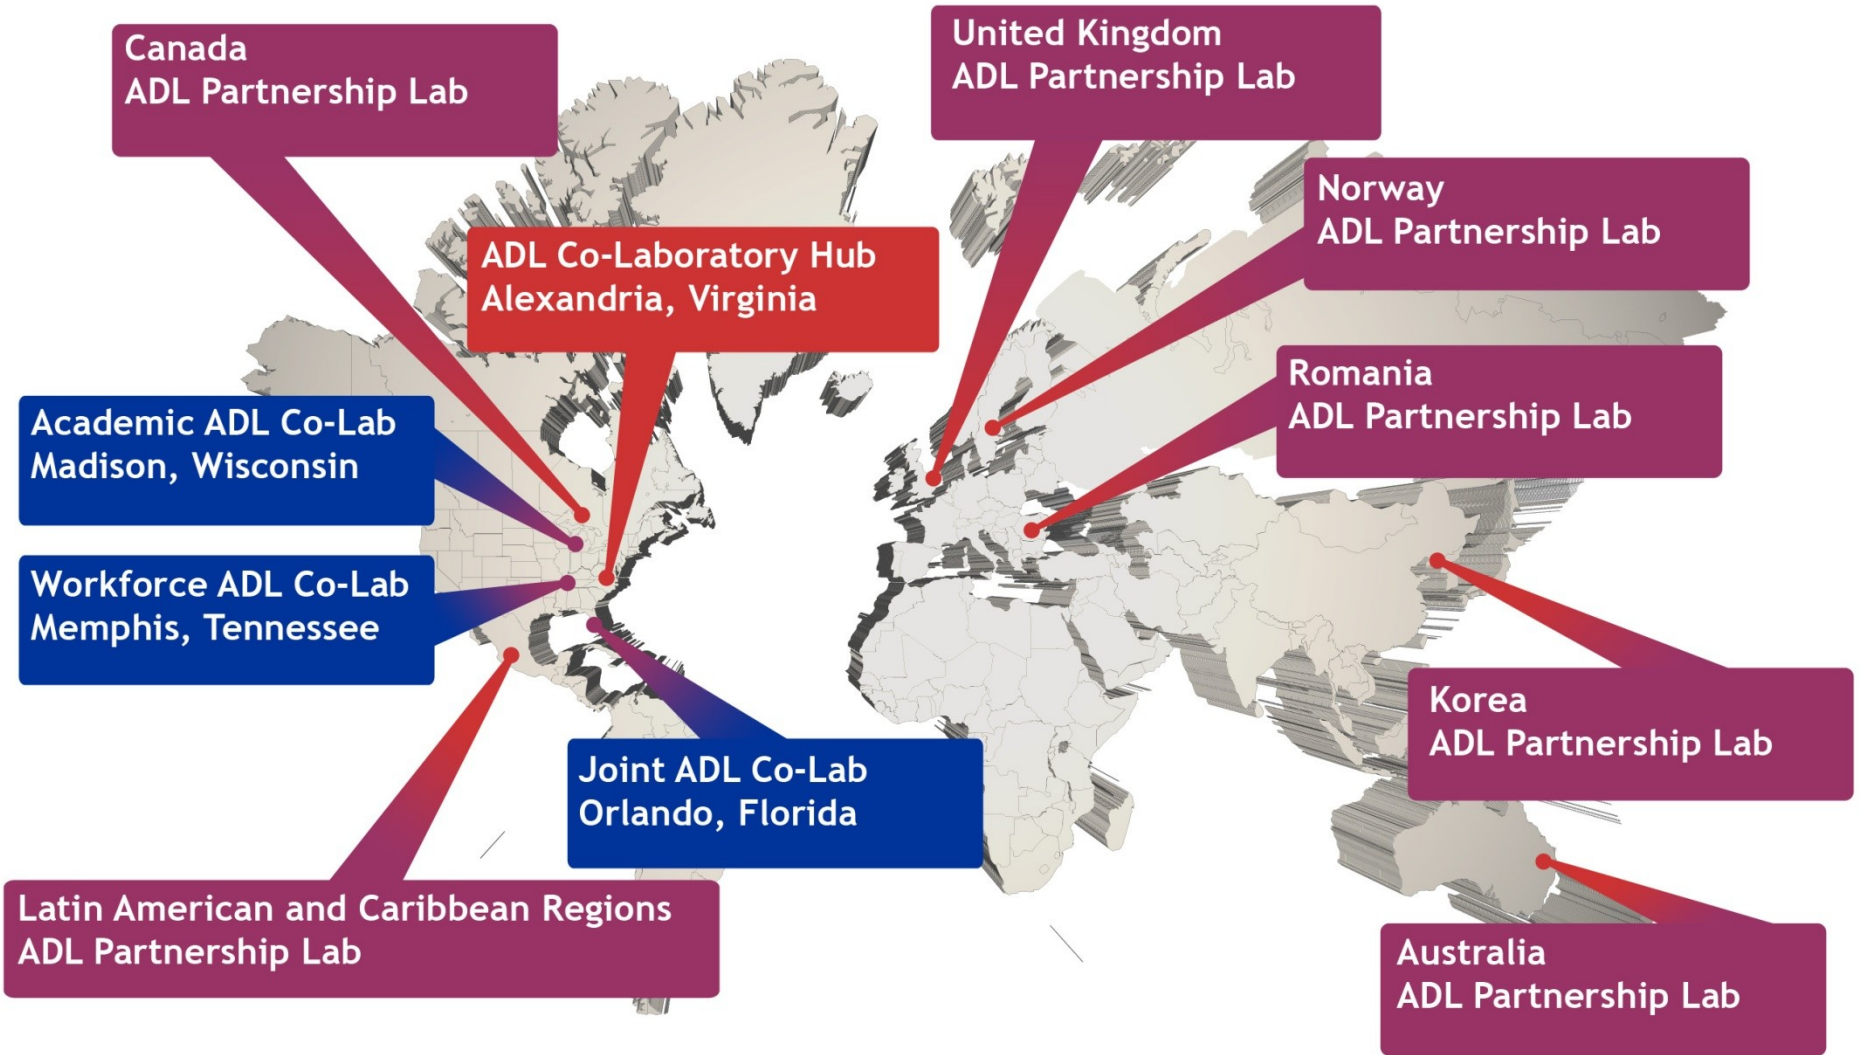 Canada
ADL Partnership Lab
United Kingdom
ADL Partnership Lab
Norway
ADL Partnership Lab
ADL Co-Laboratory Hub
Alexandria, Virginia
Romania
ADL Partnership Lab
Academic ADL Co-Lab
Madison, Wisconsin
Workforce ADL Co-Lab
Memphis, Tennessee
Korea
ADL Partnership Lab
Joint ADL Co-Lab
Orlando, Florida
Latin American and Caribbean Regions
ADL Partnership Lab
Australia
ADL Partnership Lab